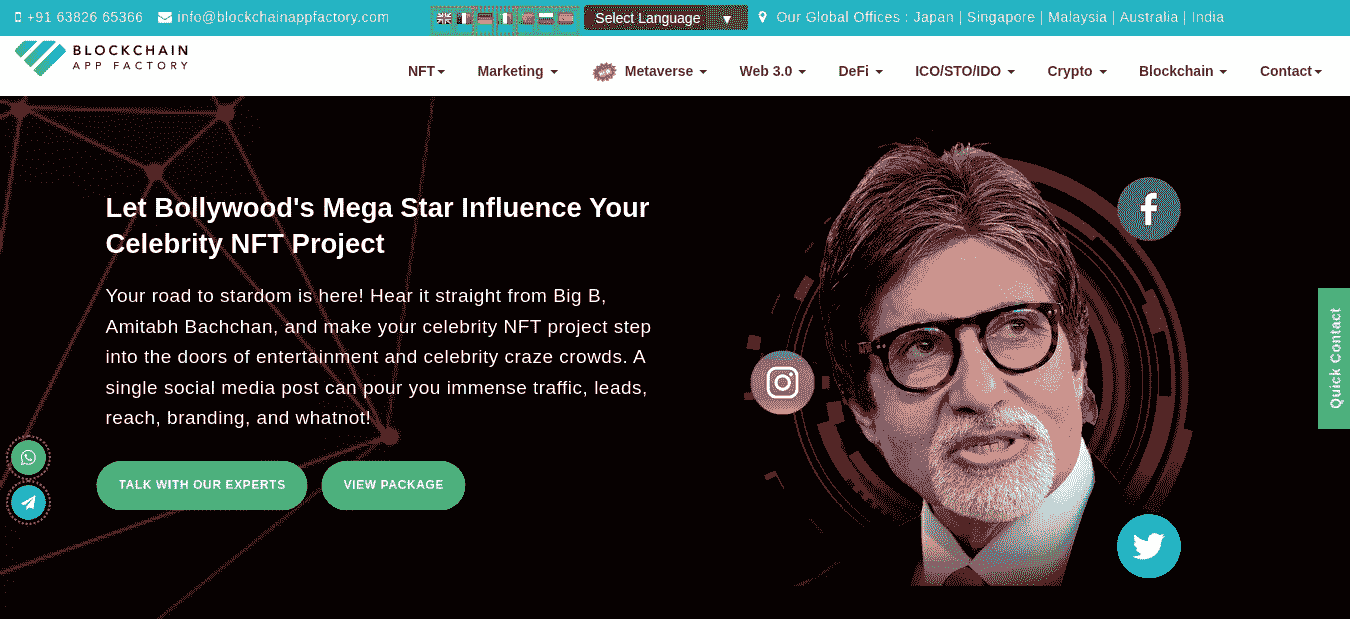 +91 63826 65366 info@blockchainappfactory.com Select Language ▼ Our Global Offices : Japan | Singapore | Malaysia | Australia | India
BLOCKCHAIN
APP FACTORY
NFT Marketing Metaverse Web 3.0 DeFi ICO/STO/IDO Crypto Blockchain Contact
Let Bollywood's Mega Star Influence Your
Celebrity NFT Project
Your road to stardom is here! Hear it straight from Big B,
Amitabh Bachchan, and make your celebrity NFT project step
into the doors of entertainment and celebrity craze crowds. A
single social media post can pour you immense traffic, leads,
reach, branding, and whatnot!
TALK WITH OUR EXPERTS VIEW PACKAGE
Quick Contact